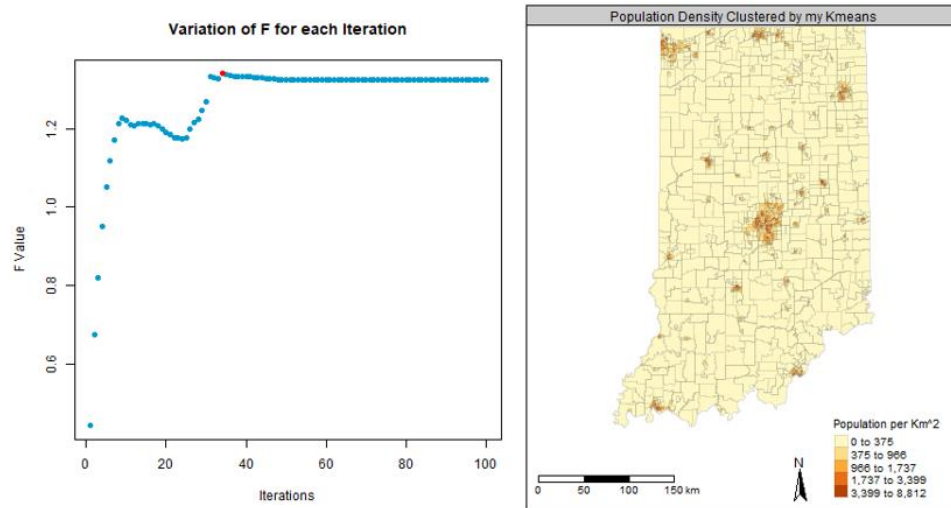 Variation of F for each Iteration
F Value
1.2
1.0
0.8
0.6
0 20 40 60 80 100
Iterations
Population Density Clustered by my Kmeans
Population per Km^2
0 to 375
375 to 966
966 to 1,737
1,737 to 3,399
3,399 to 8,812
N
0 50 100 150 km